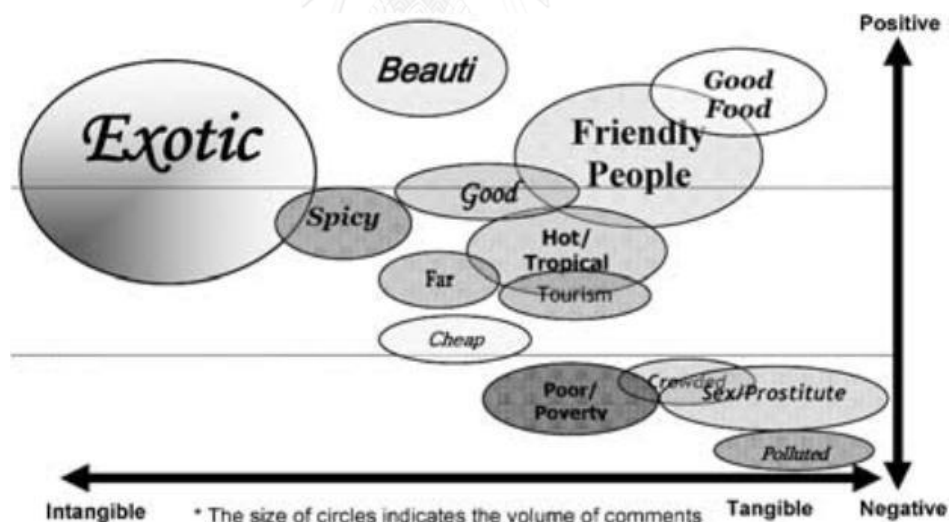 Positive
Beauti
Good
Food
Exotic
Friendly
People
Good
Spicy
Hot/
Tropical
Far
Tourism
Cheap
Crowded
Poor/
Poverty
Sex/Prostitute
Polluted
Intangible
Tangible
Negative
* The size of circles indicates the volume of comments